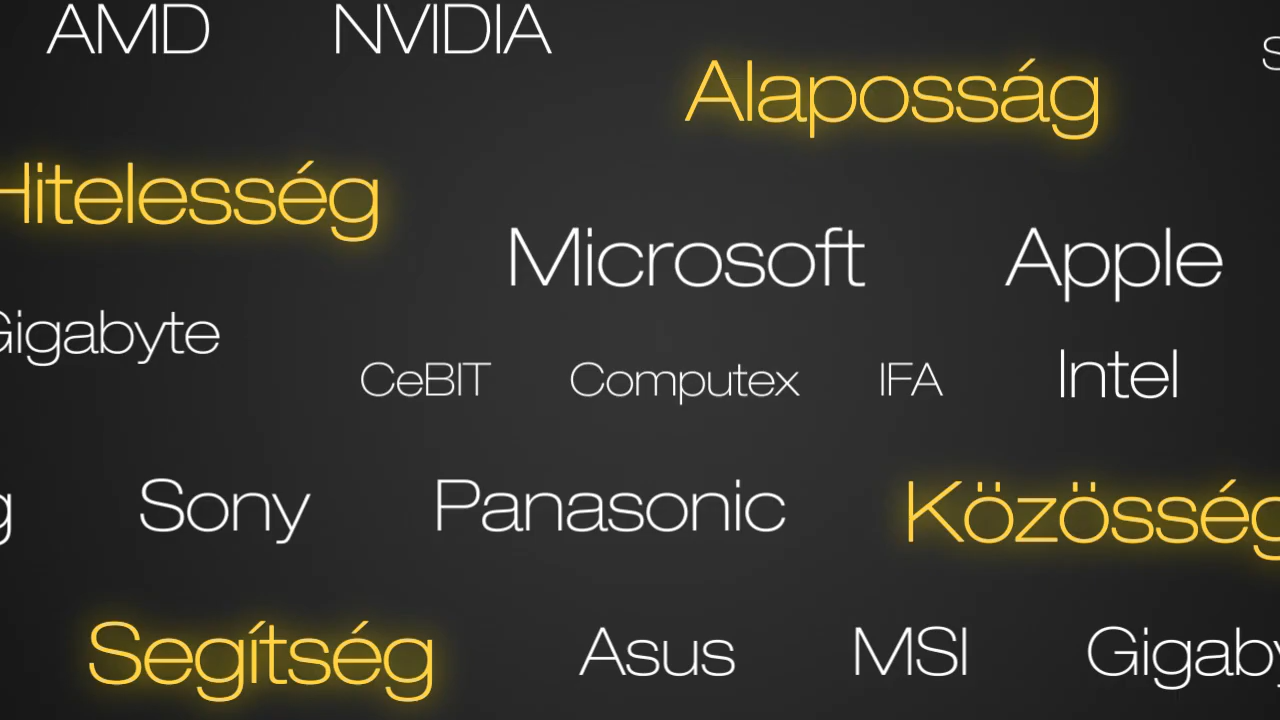 AMD NVIDIA
Alaposság
Hitelesség
Microsoft Apple
Gigabyte
CeBIT Computex IFA Intel
Sony Panasonic Közösség
Segítség Asus MSI